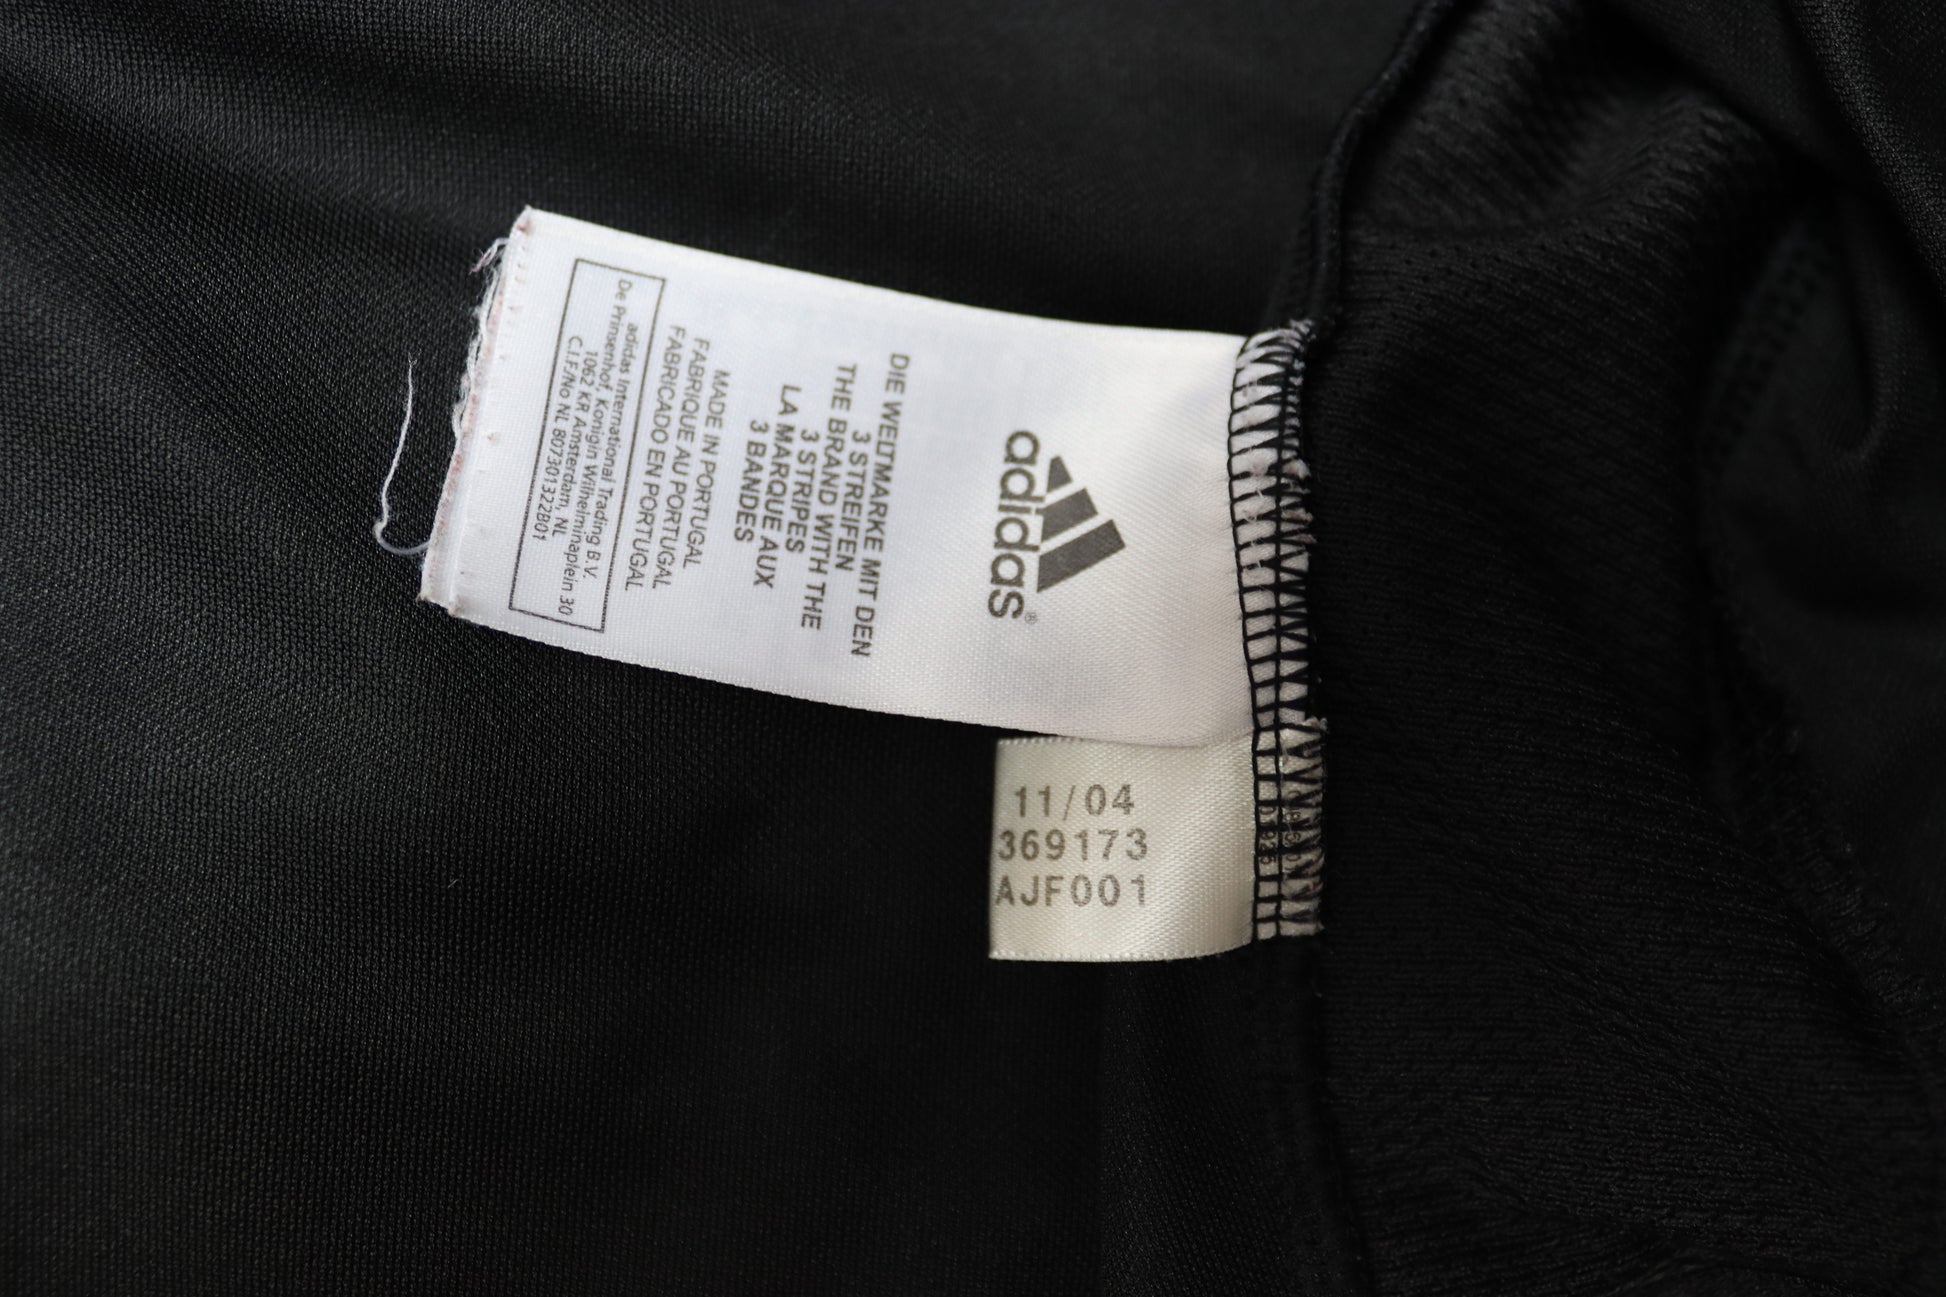 adidas®
DIE WELTMARKE MIT DEN
3 STREIFEN
THE BRAND WITH THE
3 STRIPES
LA MARQUE AUX
3 BANDES
MADE IN PORTUGAL
FABRIQUE AU PORTUGAL
FABRICADO EN PORTUGAL
adidas International Trading B.V.
De Prinsenhof, Konigin Wilhelminaplein 30
1062 KR Amsterdam, NL
C.I.F./No NL 807301322B01
11/04
369173
AJF001